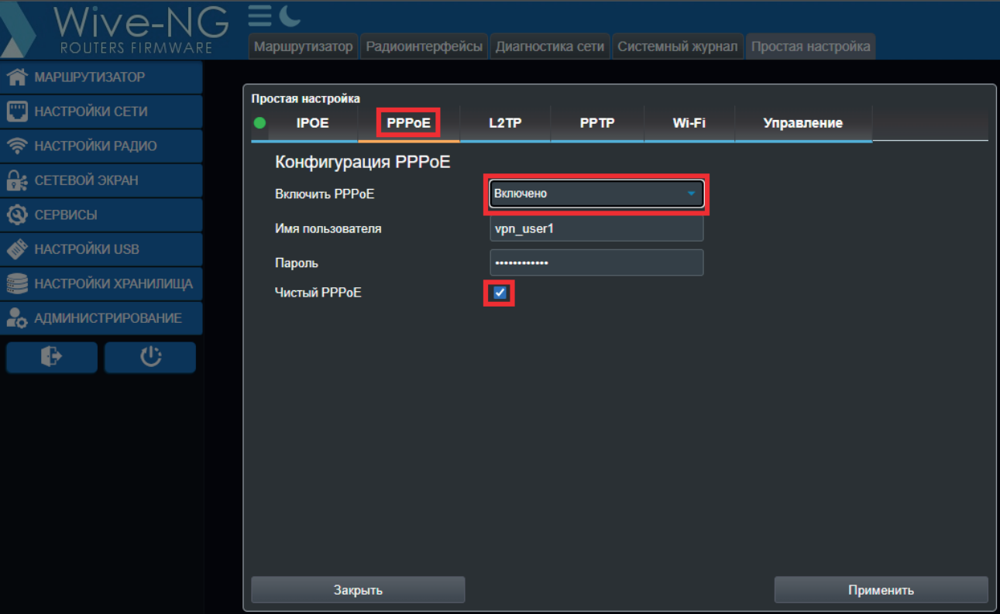 Wive-NG
ROUTERS FIRMWARE
Маршрутизатор Радиоинтерфейсы Диагностика сети Системный журнал Простая настройка
МАРШРУТИЗАТОР
НАСТРОЙКИ СЕТИ
НАСТРОЙКИ РАДИО
СЕТЕВОЙ ЭКРАН
СЕРВИСЫ
НАСТРОЙКИ USB
НАСТРОЙКИ ХРАНИЛИЩА
АДМИНИСТРИРОВАНИЕ
Простая настройка
IPOE PPPoE L2TP PPTP Wi-Fi Управление
Конфигурация PPPoE
Включить PPPoE Включено
Имя пользователя vpn_user1
Пароль ••••••••••••
Чистый PPPoE
Закрыть Применить